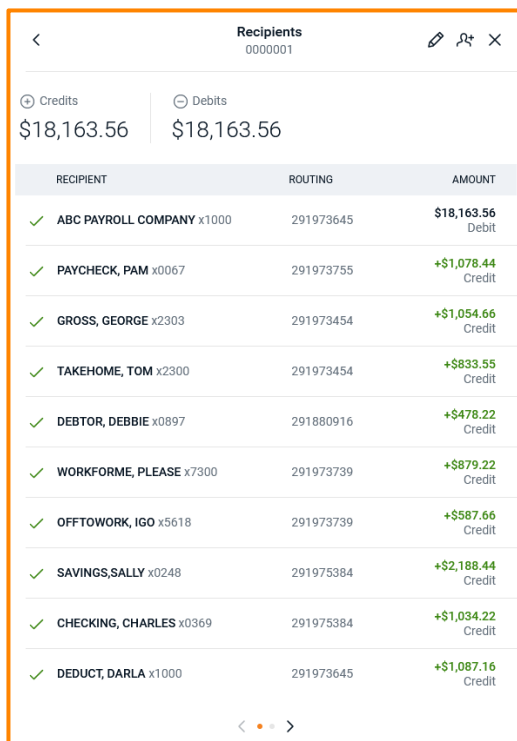 Recipients
0000001
Credits
$18,163.56
Debits
$18,163.56
RECIPIENT ROUTING AMOUNT
ABC PAYROLL COMPANY x1000 291973645 $18,163.56
Debit
PAYCHECK, PAM x0067 291973755 +$1,078.44
Credit
GROSS, GEORGE x2303 291973454 +$1,054.66
Credit
TAKEHOME, TOM x2300 291973454 +$833.55
Credit
DEBTOR, DEBBIE x0897 291880916 +$478.22
Credit
WORKFORME, PLEASE x7300 291973739 +$879.22
Credit
OFFTOWORK, IGO x5618 291973739 +$587.66
Credit
SAVINGS,SALLY x0248 291975384 +$2,188.44
Credit
CHECKING, CHARLES x0369 291975384 +$1,034.22
Credit
DEDUCT, DARLA x1000 291973645 +$1,087.16
Credit